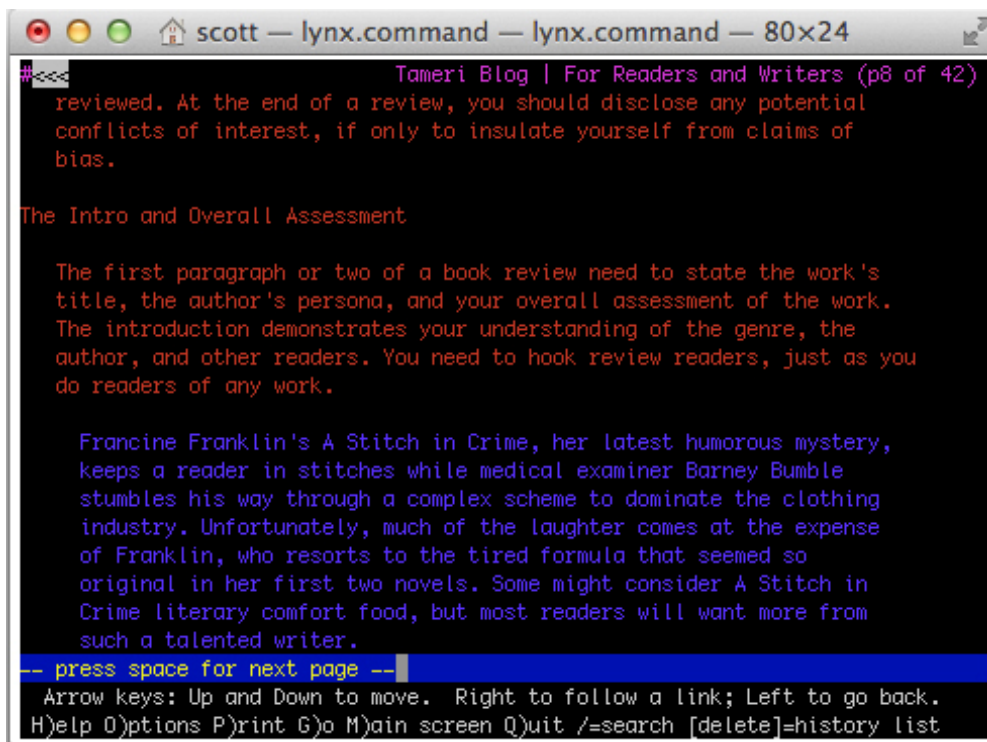 scott — lynx.command — lynx.command — 80×24
#<<< Tameri Blog | For Readers and Writers (p8 of 42)
reviewed. At the end of a review, you should disclose any potential
conflicts of interest, if only to insulate yourself from claims of
bias.
The Intro and Overall Assessment
The first paragraph or two of a book review need to state the work's
title, the author's persona, and your overall assessment of the work.
The introduction demonstrates your understanding of the genre, the
author, and other readers. You need to hook review readers, just as you
do readers of any work.
Francine Franklin's A Stitch in Crime, her latest humorous mystery,
keeps a reader in stitches while medical examiner Barney Bumble
stumbles his way through a complex scheme to dominate the clothing
industry. Unfortunately, much of the laughter comes at the expense
of Franklin, who resorts to the tired formula that seemed so
original in her first two novels. Some might consider A Stitch in
Crime literary comfort food, but most readers will want more from
such a talented writer.
-- press space for next page --
Arrow keys: Up and Down to move. Right to follow a link; Left to go back.
H)elp O)ptions P)rint G)o M)ain screen Q)uit /=search [delete]=history list